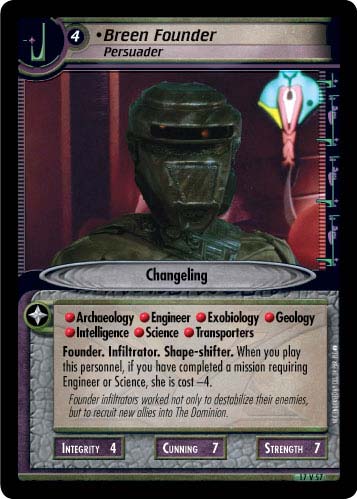 4 •Breen Founder
Persuader
Changeling
•Archaeology •Engineer •Exobiology •Geology
•Intelligence •Science •Transporters
Founder. Infiltrator. Shape-shifter. When you play
this personnel, if you have completed a mission requiring
Engineer or Science, she is cost -4.
Founder infiltrators worked not only to destabilize their enemies,
but to recruit new allies into The Dominion.
INTEGRITY 4 CUNNING 7 STRENGTH 7
17 V 57